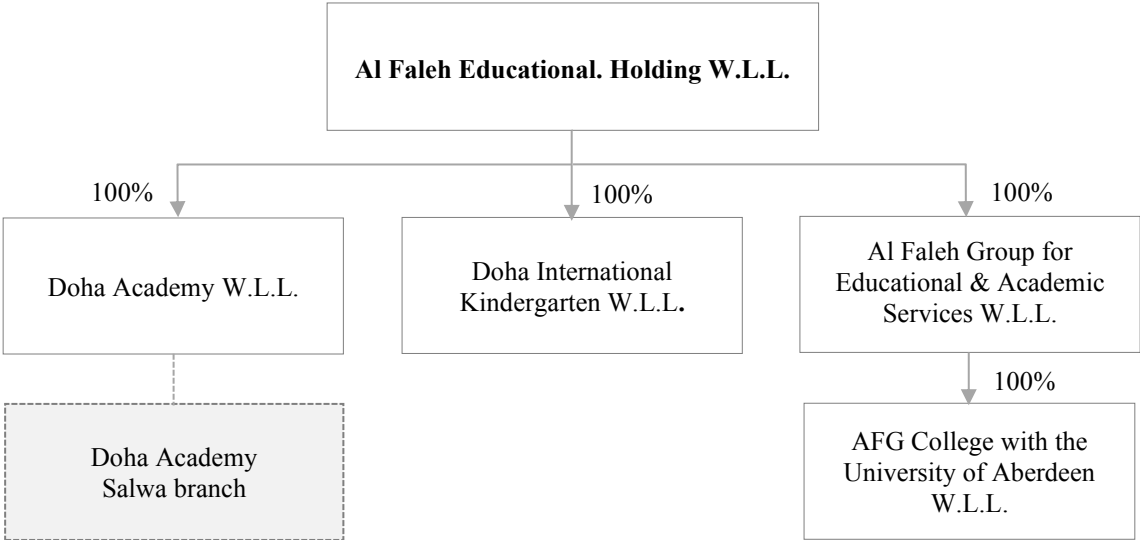 Al Faleh Educational. Holding W.L.L.
100%
100%
100%
Doha Academy W.L.L.
Doha International
Kindergarten W.L.L.
Al Faleh Group for
Educational & Academic
Services W.L.L.
100%
Doha Academy
Salwa branch
AFG College with the
University of Aberdeen
W.L.L.